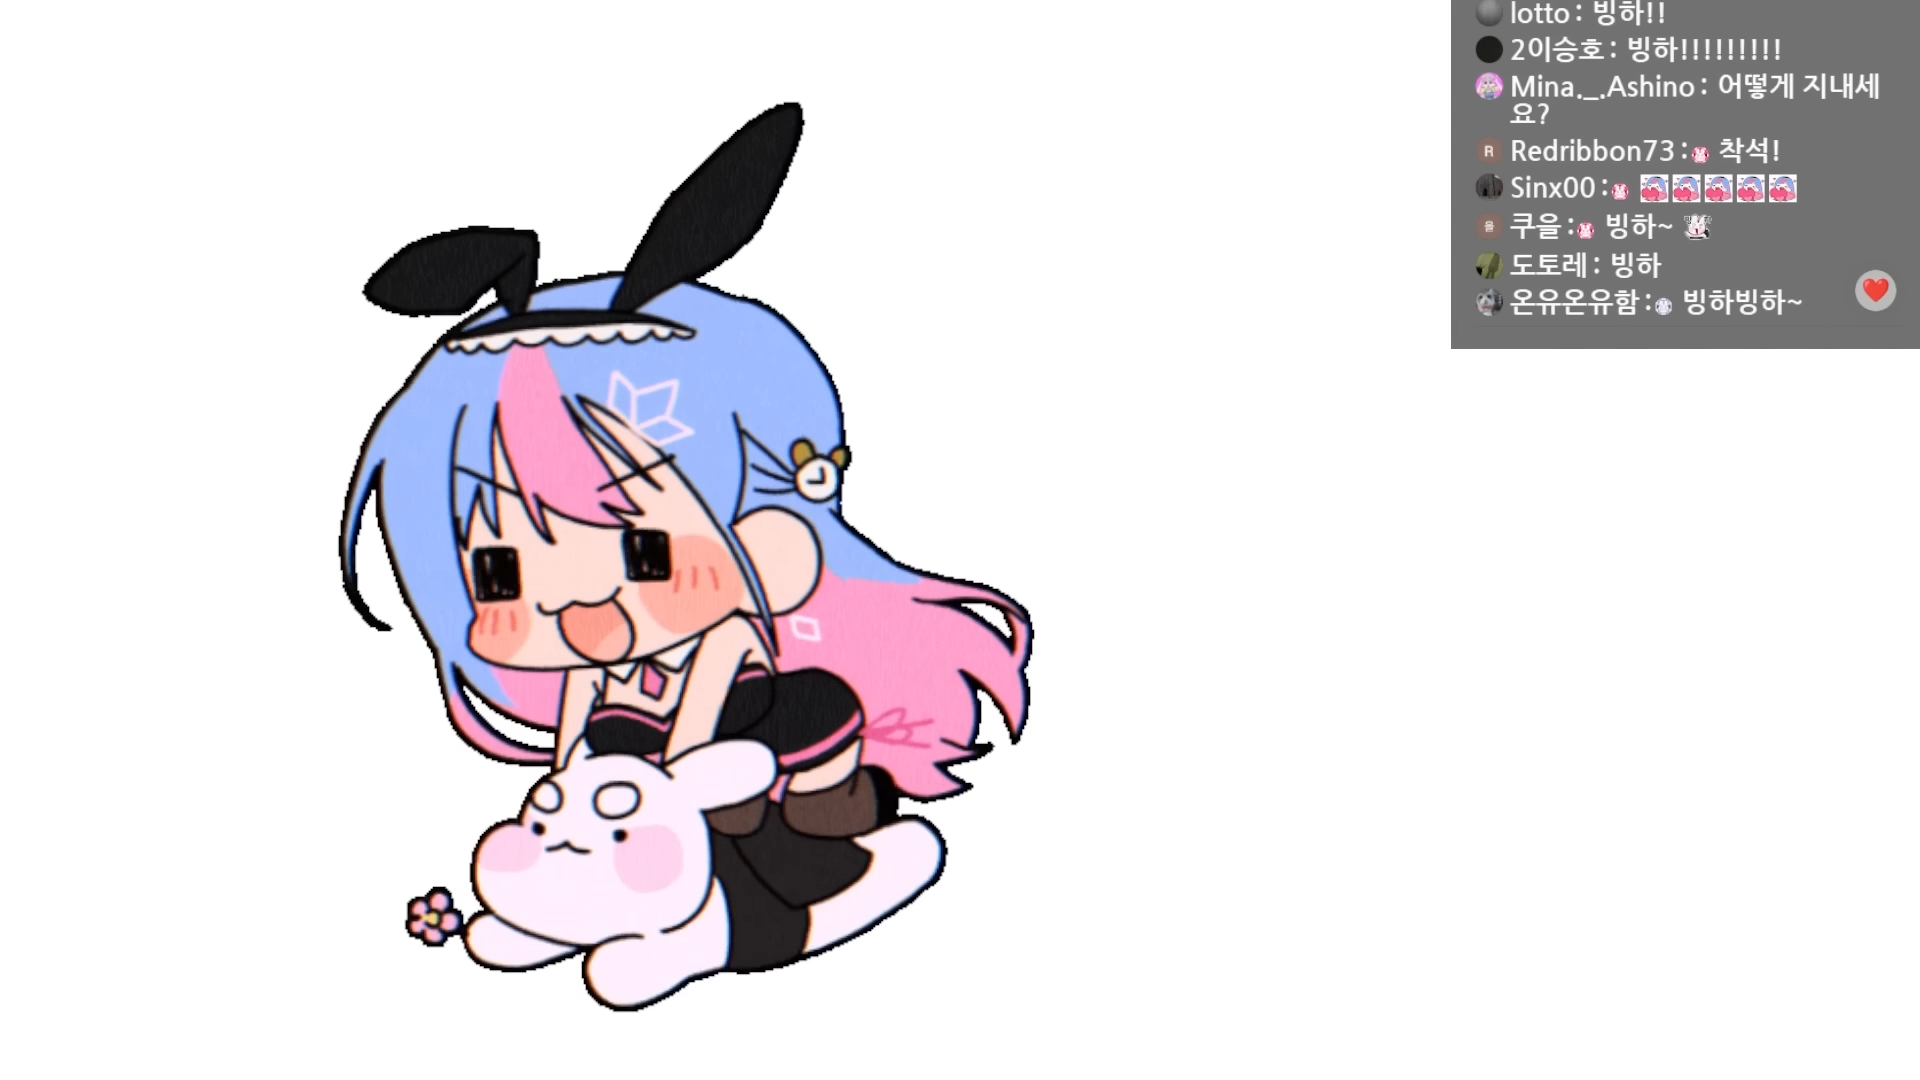 lotto: 빙하!!
2이승호: 빙하!!!!!!!!!
Mina._.Ashino: 어떻게 지내세
요?
R Redribbon73: 착석!
Sinx00:
을 쿠을: 빙하~
도토레: 빙하
온유온유함: 빙하빙하~